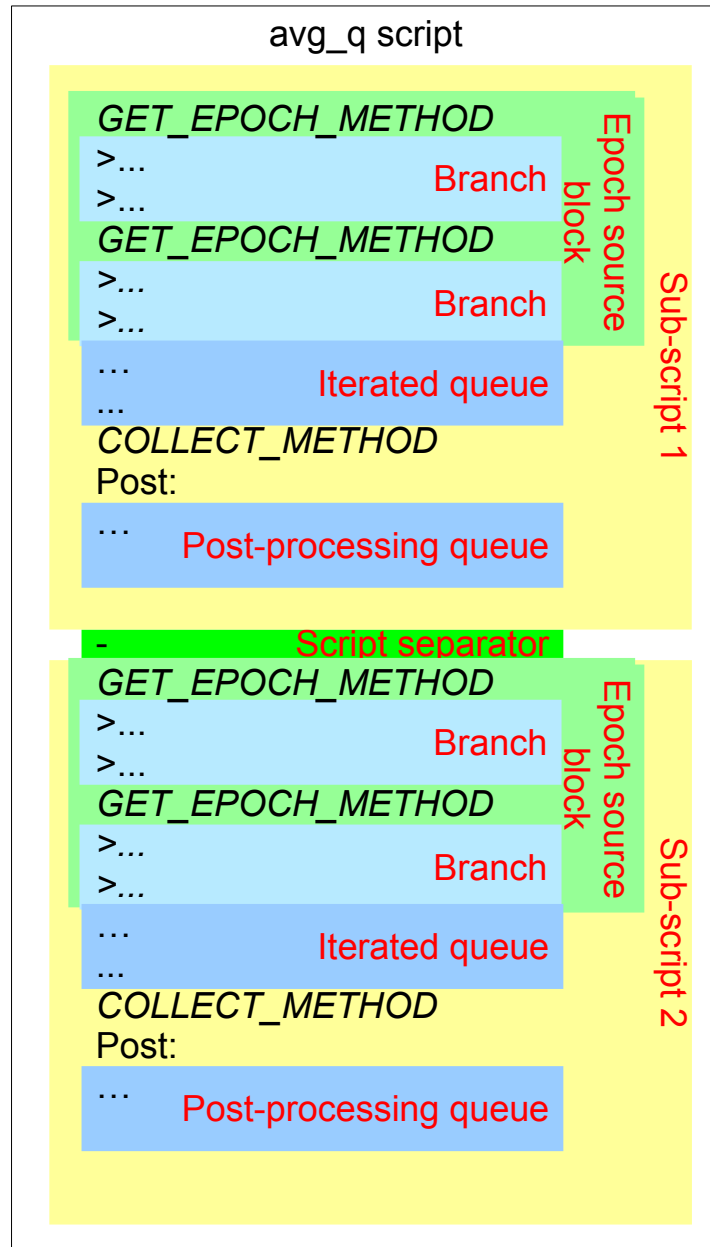 avg_q script
GET_EPOCH_METHOD
>...
Branch
>...
GET_EPOCH_METHOD
>...
Branch
>...
Epoch source
block
…
Iterated queue
...
COLLECT_METHOD
Post:
…
Post-processing queue
Sub-script 1
-
Script separator
GET_EPOCH_METHOD
>...
Branch
>...
GET_EPOCH_METHOD
>...
Branch
>...
Epoch source
block
…
Iterated queue
...
COLLECT_METHOD
Post:
…
Post-processing queue
Sub-script 2